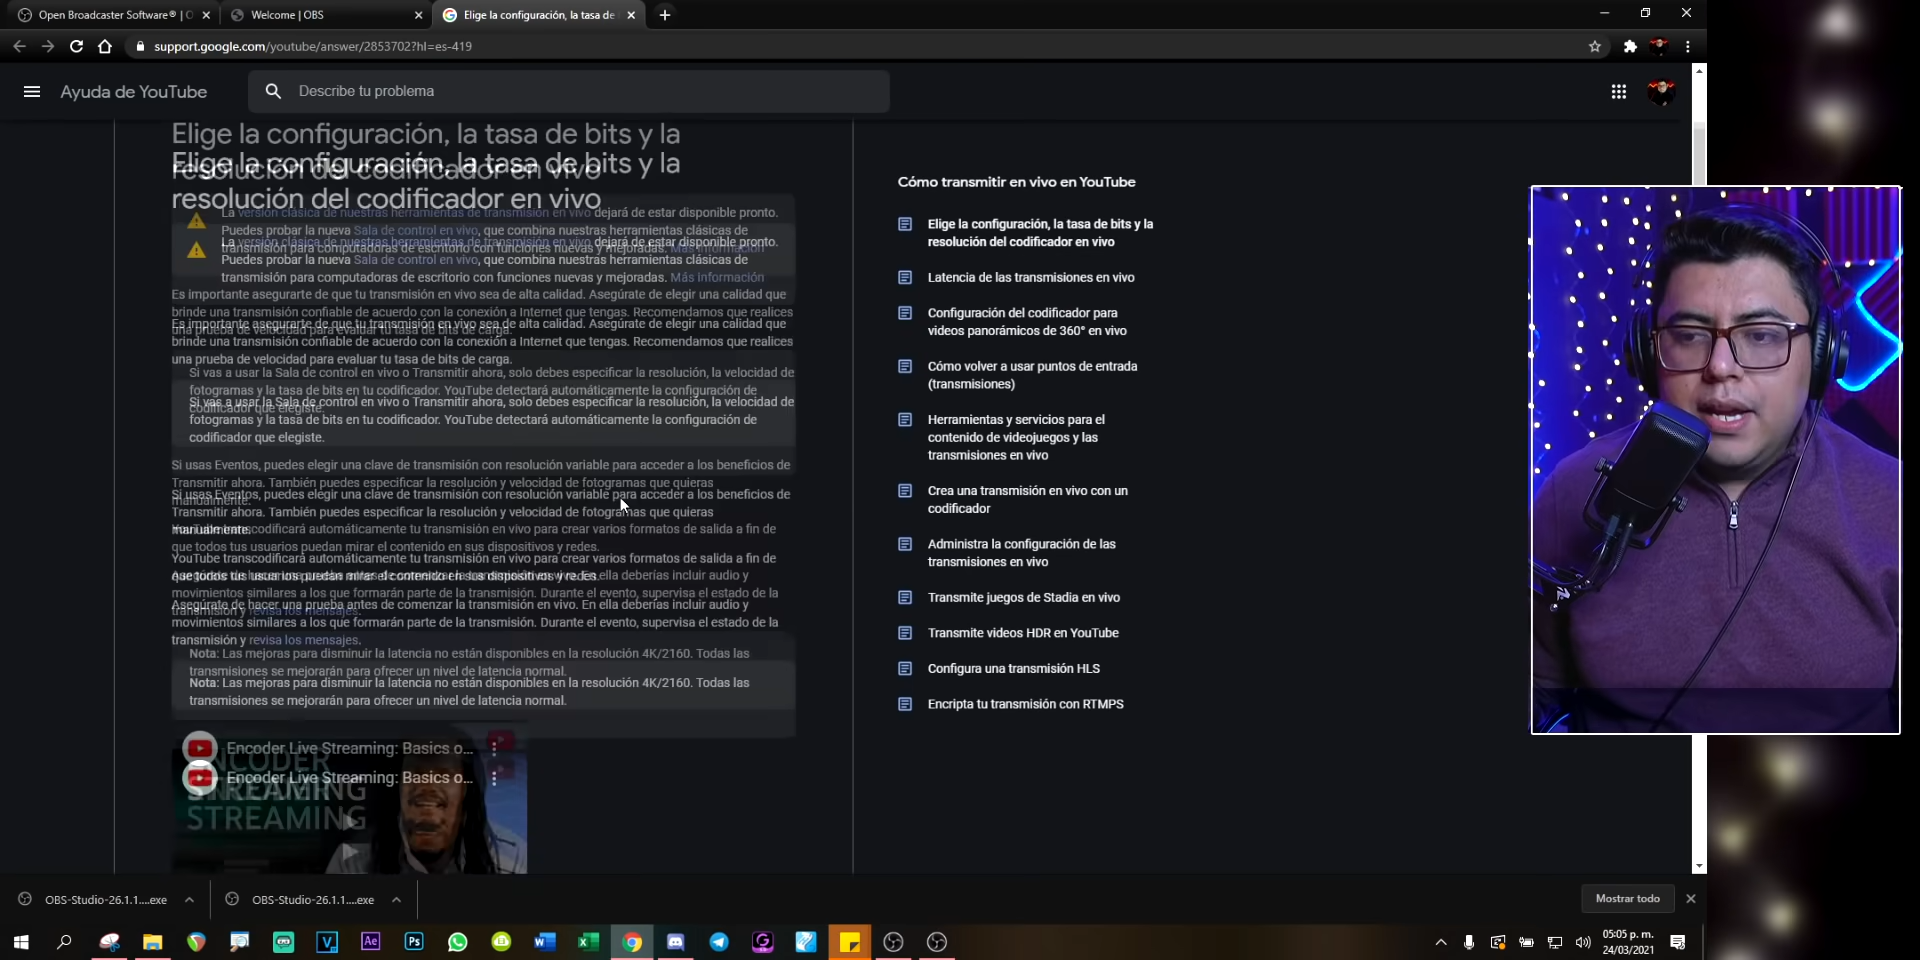 Open Broadcaster Software® | O
Welcome | OBS
Elige la configuración, la tasa de
support.google.com/youtube/answer/2853702?hl=es-419
Ayuda de YouTube
Describe tu problema
Elige la configuración, la tasa de bits y la
resolución del codificador en vivo
La versión clásica de nuestras herramientas de transmisión en vivo dejará de estar disponible pronto.
Puedes probar la nueva Sala de control en vivo, que combina nuestras herramientas clásicas de
transmisión para computadoras de escritorio con funciones nuevas y mejoradas. Más información
Es importante asegurarte de que tu transmisión en vivo sea de alta calidad. Asegúrate de elegir una calidad que
brinde una transmisión confiable de acuerdo con la conexión a Internet que tengas. Recomendamos que realices
una prueba de velocidad para evaluar tu tasa de bits de carga.
Si vas a usar la Sala de control en vivo o Transmitir ahora, solo debes especificar la resolución, la velocidad de
fotogramas y la tasa de bits en tu codificador. YouTube detectará automáticamente la configuración de
codificador que elegiste.
Si usas Eventos, puedes elegir una clave de transmisión con resolución variable para acceder a los beneficios de
Transmitir ahora. También puedes especificar la resolución y velocidad de fotogramas que quieras
manualmente.
YouTube transcodificará automáticamente tu transmisión en vivo para crear varios formatos de salida a fin de
que todos tus usuarios puedan mirar el contenido en sus dispositivos y redes.
Asegúrate de hacer una prueba antes de comenzar la transmisión en vivo. En ella deberías incluir audio y
movimientos similares a los que formarán parte de la transmisión. Durante el evento, supervisa el estado de la
transmisión y revisa los mensajes.
Nota: Las mejoras para disminuir la latencia no están disponibles en la resolución 4K/2160. Todas las
transmisiones se mejorarán para ofrecer un nivel de latencia normal.
Encoder Live Streaming: Basics o...
ENCODER
STREAMING
Cómo transmitir en vivo en YouTube
Elige la configuración, la tasa de bits y la
resolución del codificador en vivo
Latencia de las transmisiones en vivo
Configuración del codificador para
videos panorámicos de 360° en vivo
Cómo volver a usar puntos de entrada
(transmisiones)
Herramientas y servicios para el
contenido de videojuegos y las
transmisiones en vivo
Crea una transmisión en vivo con un
codificador
Administra la configuración de las
transmisiones en vivo
Transmite juegos de Stadia en vivo
Transmite videos HDR en YouTube
Configura una transmisión HLS
Encripta tu transmisión con RTMPS
OBS-Studio-26.1.1....exe
OBS-Studio-26.1.1....exe
Mostrar todo
05:05 p. m.
24/03/2021